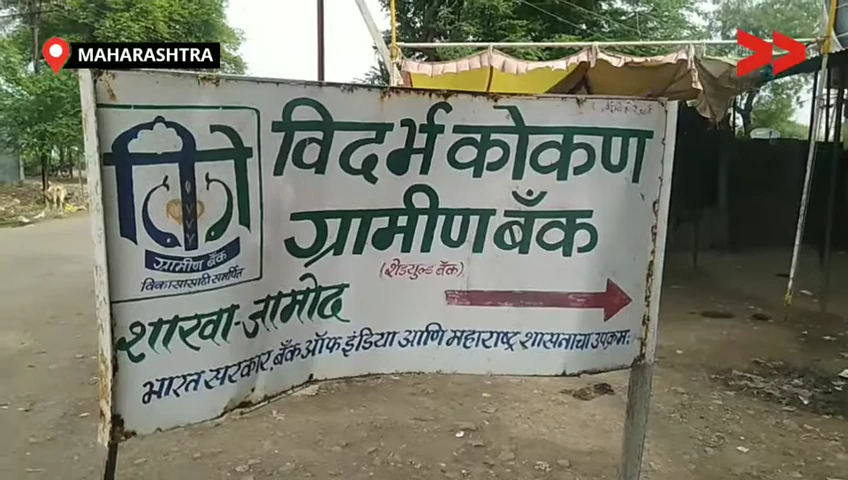 MAHARASHTRA
विदर्भ कोकण
ग्रामीण बँक
(शेड्युल्ड बँक)
विको
ग्रामीण बँक
विकासासाठी समर्पित
शाखा-जामोद
भारत सरकार, बँक ऑफ इंडिया आणि महाराष्ट्र शासनाचा उपक्रम